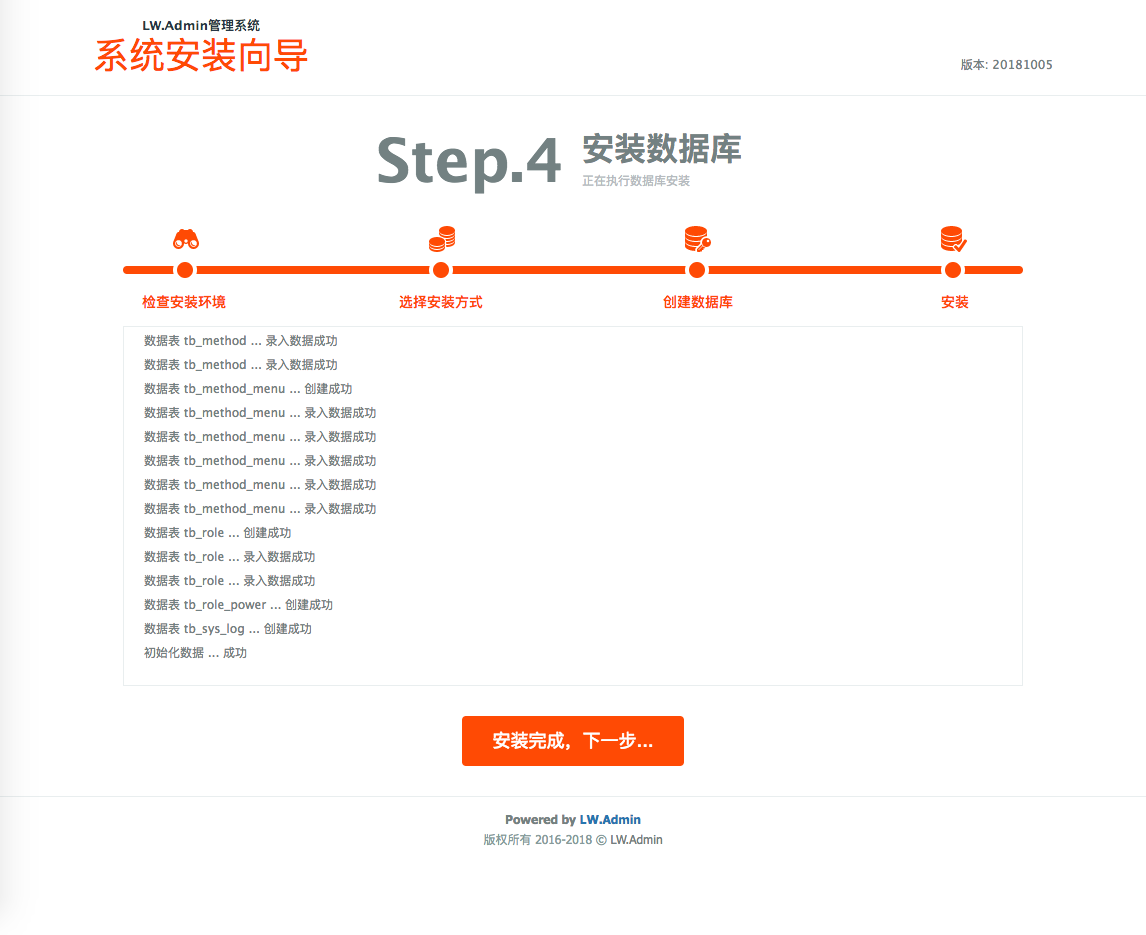 LW.Admin管理系统
系统安装向导
版本: 20181005
Step.4
安装数据库
正在执行数据库安装
检查安装环境
选择安装方式
创建数据库
安装
数据表 tb_method ... 录入数据成功
数据表 tb_method ... 录入数据成功
数据表 tb_method_menu ... 创建成功
数据表 tb_method_menu ... 录入数据成功
数据表 tb_method_menu ... 录入数据成功
数据表 tb_method_menu ... 录入数据成功
数据表 tb_method_menu ... 录入数据成功
数据表 tb_method_menu ... 录入数据成功
数据表 tb_role ... 创建成功
数据表 tb_role ... 录入数据成功
数据表 tb_role ... 录入数据成功
数据表 tb_role_power ... 创建成功
数据表 tb_sys_log ... 创建成功
初始化数据 ... 成功
安装完成，下一步...
Powered by LW.Admin
版权所有 2016-2018 © LW.Admin